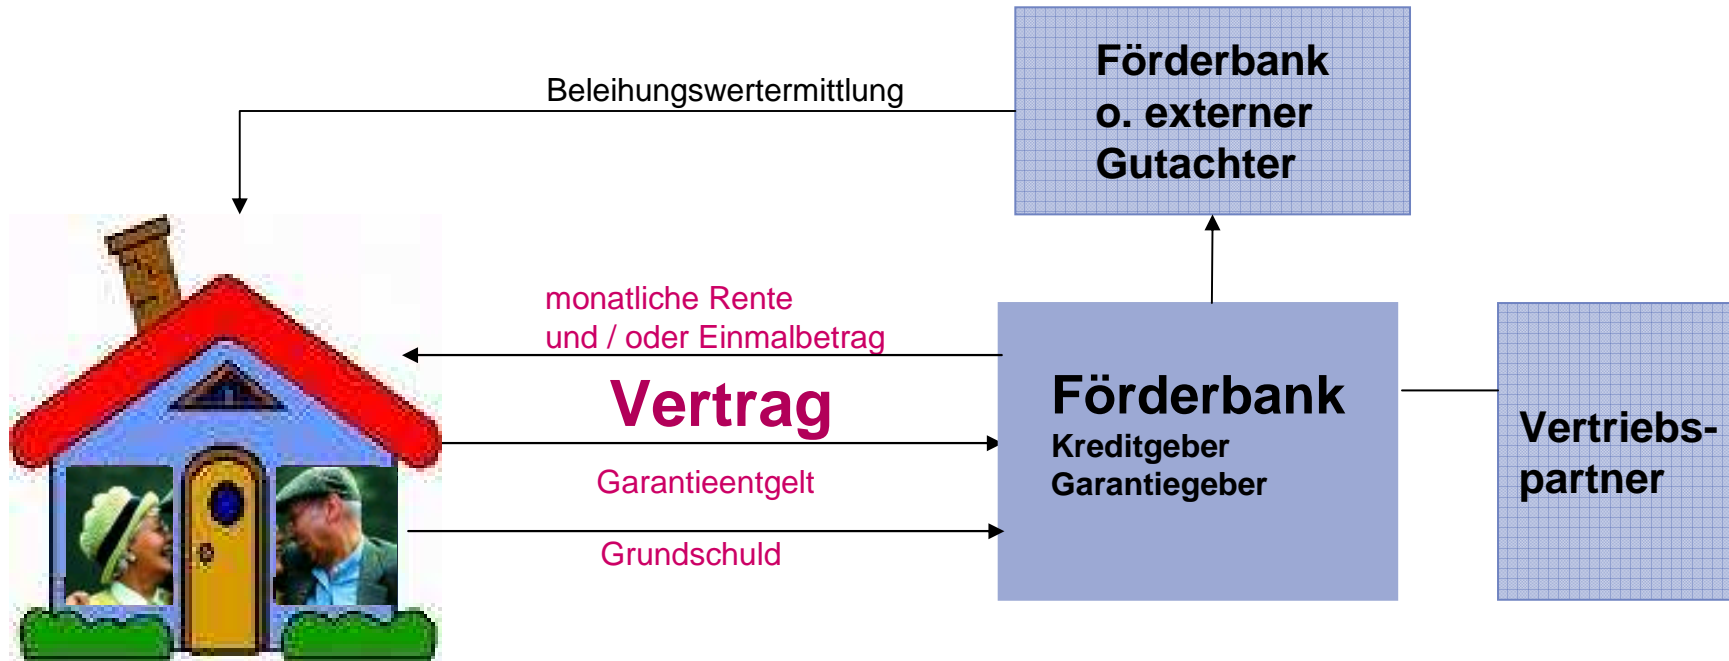 Förderbank
o. externer
Gutachter
Beleihungswertermittlung
monatliche Rente
und / oder Einmalbetrag
Vertrag
Garantieentgelt
Grundschuld
Förderbank
Kreditgeber
Garantiegeber
Vertriebs-
partner